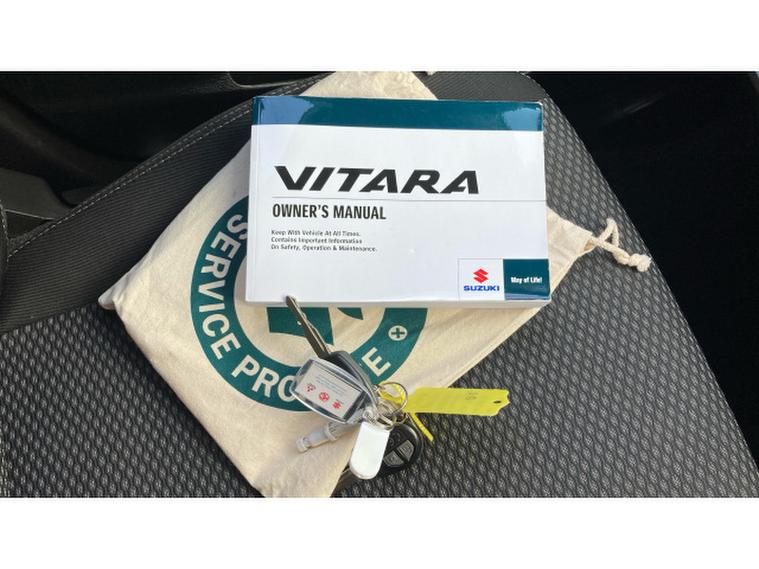 VITARA
OWNER'S MANUAL
Keep With Vehicle At All Times.
Contains Important Information
On Safety, Operation & Maintenance.
SUZUKI
Way of Life!
SERVICE PRO
E